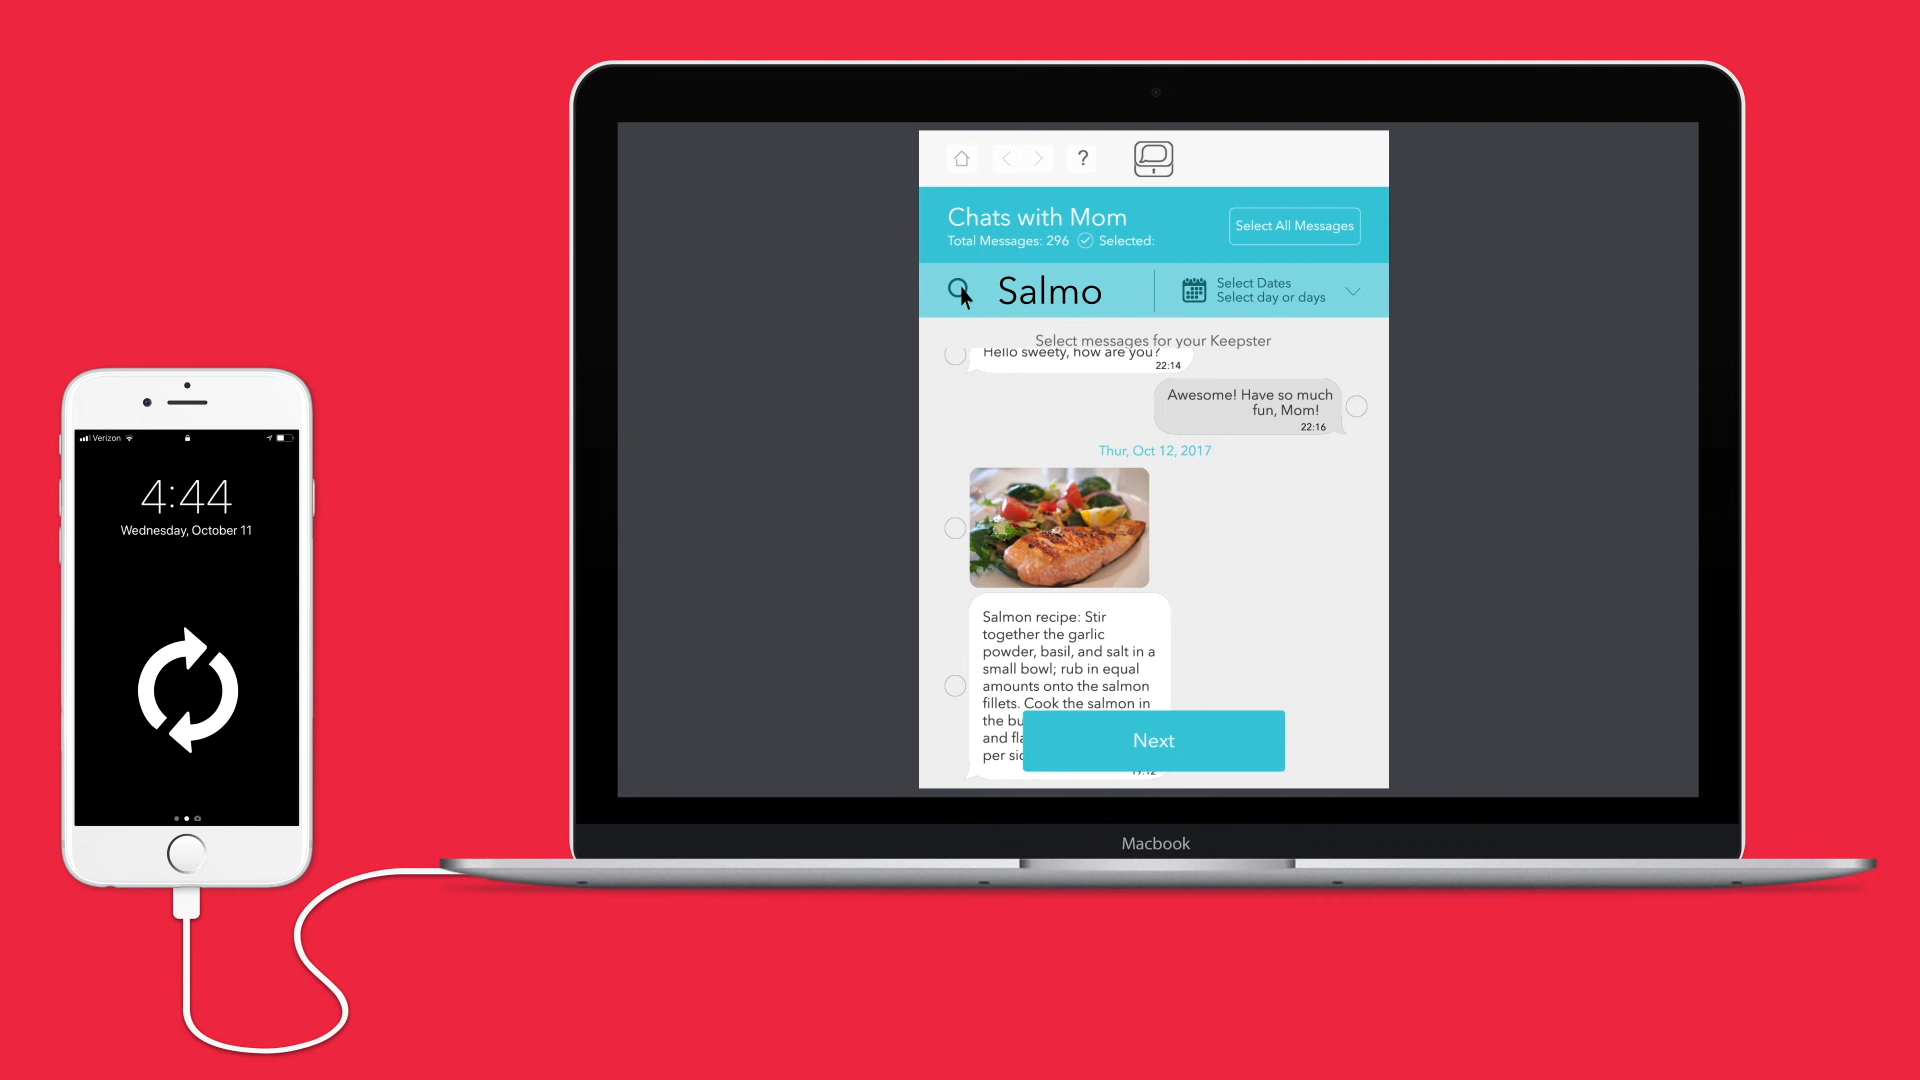 Verizon
4:44
Wednesday, October 11
?
Chats with Mom
Total Messages: 296 Selected:
Select All Messages
Salmo
Select Dates
Select day or days
Select messages for your Keepster
Hello sweety, how are you?
22:14
Awesome! Have so much
fun, Mom!
22:16
Thur, Oct 12, 2017
Salmon recipe: Stir
together the garlic
powder, basil, and salt in a
small bowl; rub in equal
amounts onto the salmon
fillets. Cook the salmon in
the
and
per
Next
Macbook